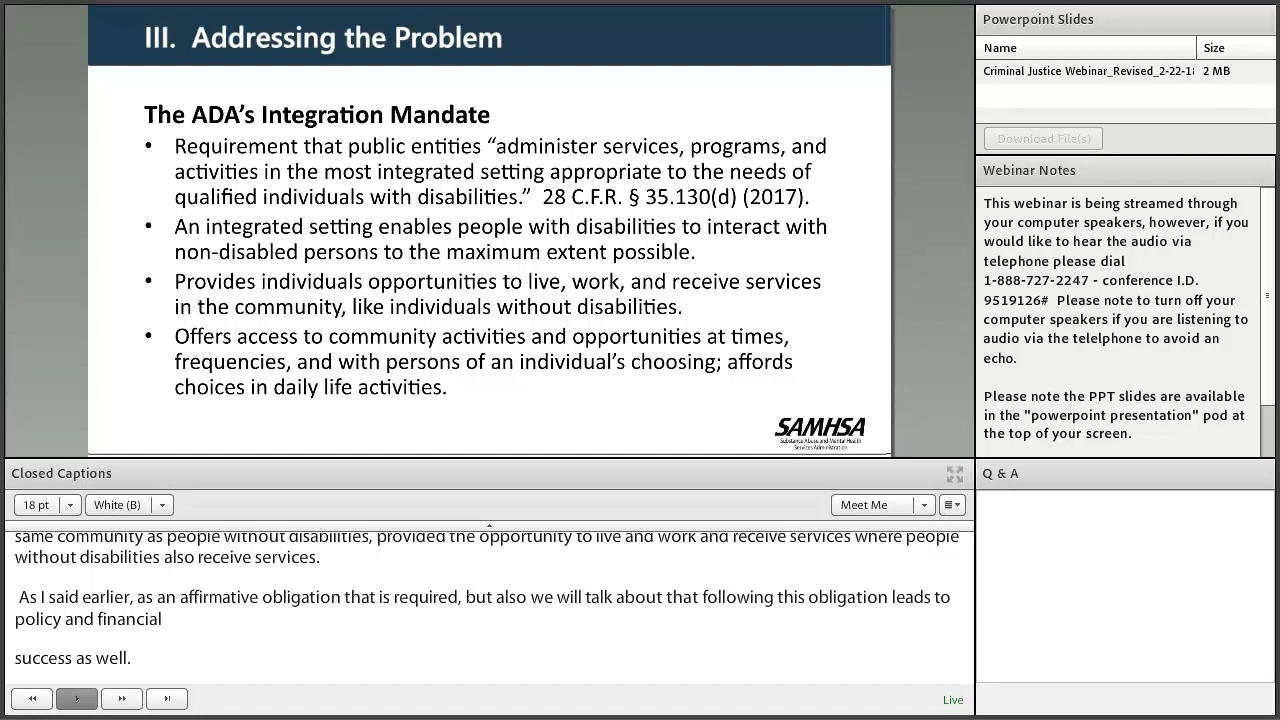 III. Addressing the Problem
The ADA’s Integration Mandate
• Requirement that public entities “administer services, programs, and
activities in the most integrated setting appropriate to the needs of
qualified individuals with disabilities.” 28 C.F.R. § 35.130(d) (2017).
• An integrated setting enables people with disabilities to interact with
non-disabled persons to the maximum extent possible.
• Provides individuals opportunities to live, work, and receive services
in the community, like individuals without disabilities.
• Offers access to community activities and opportunities at times,
frequencies, and with persons of an individual’s choosing; affords
choices in daily life activities.
SAMHSA
Substance Abuse and Mental Health
Services Administration
Powerpoint Slides
Name Size
Criminal Justice Webinar_Revised_2-22-18 2 MB
Download File(s)
Webinar Notes
This webinar is being streamed through
your computer speakers, however, if you
would like to hear the audio via
telephone please dial
1-888-727-2247 - conference I.D.
9519126# Please note to turn off your
computer speakers if you are listening to
audio via the telelphone to avoid an
echo.
Please note the PPT slides are available
in the "powerpoint presentation" pod at
the top of your screen.
Closed Captions
18 pt White (B) Meet Me
same community as people without disabilities, provided the opportunity to live and work and receive services where people
without disabilities also receive services.
As I said earlier, as an affirmative obligation that is required, but also we will talk about that following this obligation leads to
policy and financial
success as well.
Live
Q & A